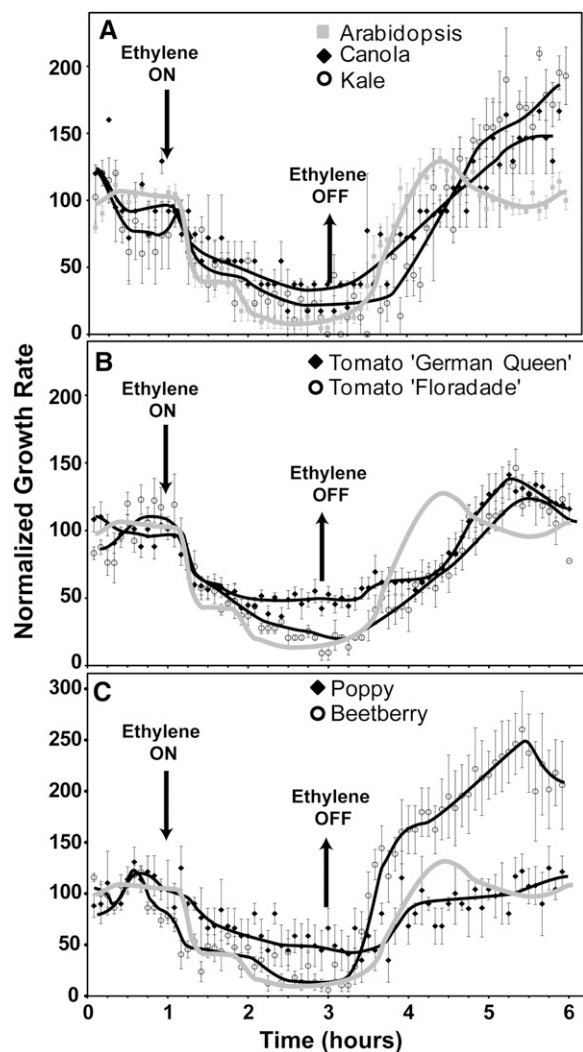 A
Ethylene
ON
Arabidopsis
Canola
Kale
Ethylene
OFF
200
150
100
50
0
B
Ethylene
ON
Tomato 'German Queen'
Tomato 'Floradade'
Ethylene
OFF
200
150
100
50
0
Normalized Growth Rate
C
Ethylene
ON
Poppy
Beetberry
Ethylene
OFF
300
250
200
150
100
50
0
0 1 2 3 4 5 6
Time (hours)